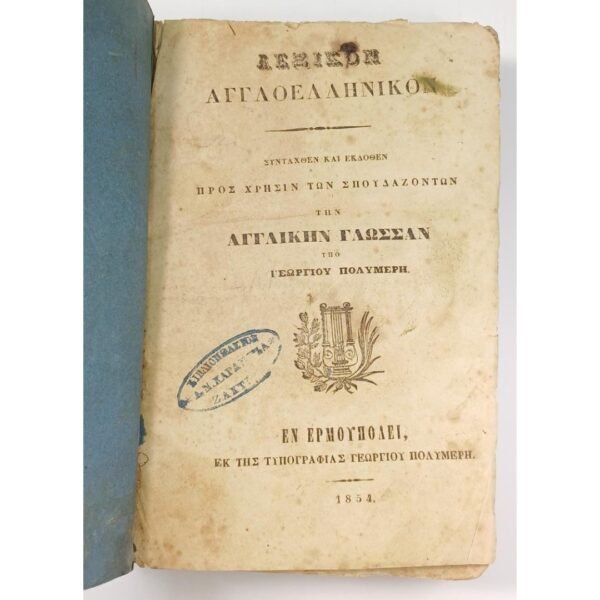 ΛΕΞΙΚΟΝ
ΑΓΓΛΟΕΛΛΗΝΙΚΟΝ
ΣΥΝΤΑΧΘΕΝ ΚΑΙ ΕΚΔΟΘΕΝ
ΠΡΟΣ ΧΡΗΣΙΝ ΤΩΝ ΣΠΟΥΔΑΖΟΝΤΩΝ
ΤΗΝ
ΑΓΓΛΙΚΗΝ ΓΛΩΣΣΑΝ
ΥΠΟ
ΓΕΩΡΓΙΟΥ ΠΟΛΥΜΕΡΗ.
ΕΝ ΕΡΜΟΥΠΟΛΕΙ,
ΕΚ ΤΗΣ ΤΥΠΟΓΡΑΦΙΑΣ ΓΕΩΡΓΙΟΥ ΠΟΛΥΜΕΡΗ.
1854.